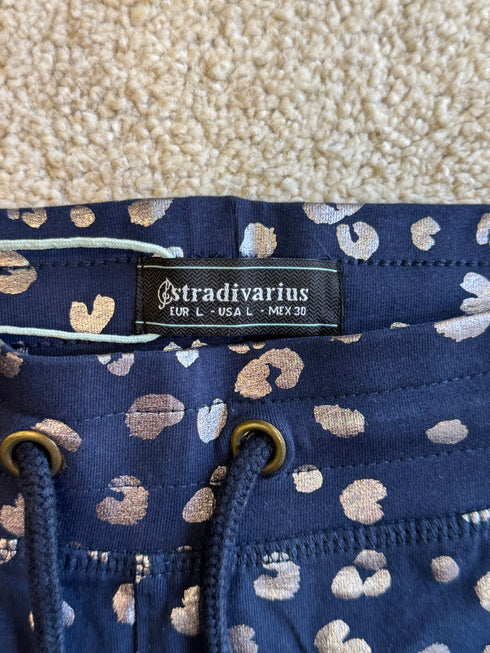 stradivarius
EUR L - USA L - MEX 30